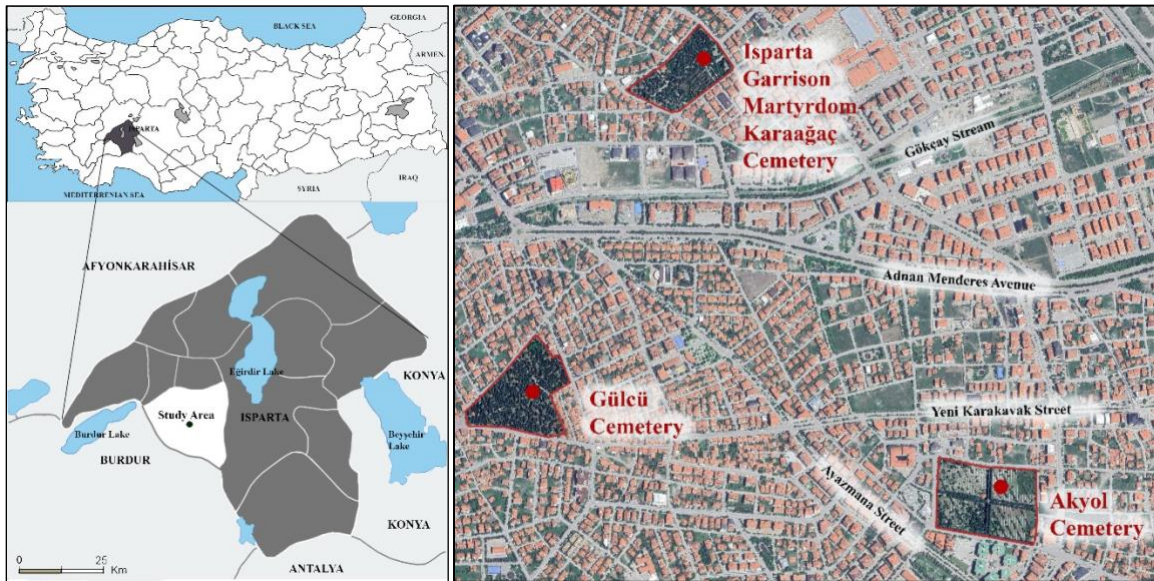 BLACK SEA
GEORGIA
ARMEN.
ISPARTA
MEDITERRENIAN SEA
SYRIA
IRAQ
AFYONKARAHİSAR
Eğirdir Lake
KONYA
Study Area
ISPARTA
Burdur Lake
Beyşehir
Lake
BURDUR
KONYA
0 25
Km
ANTALYA
Isparta
Garrison
Martyrdom-
Karaağaç
Cemetery
Gökçay Stream
Adnan Menderes Avenue
Gülcü
Cemetery
Yeni Karakavak Street
Ayazmana Street
Akyol
Cemetery